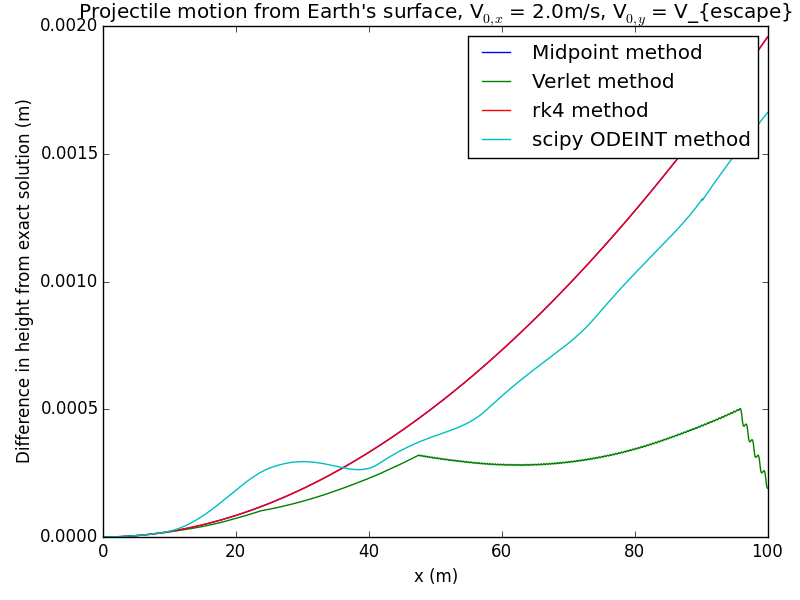 Projectile motion from Earth's surface, V₀,ₓ = 2.0m/s, V₀,y = V_{escape}
Midpoint method
Verlet method
rk4 method
scipy ODEINT method
Difference in height from exact solution (m)
0.0020
0.0015
0.0010
0.0005
0.0000
0
20
40
60
80
100
x (m)